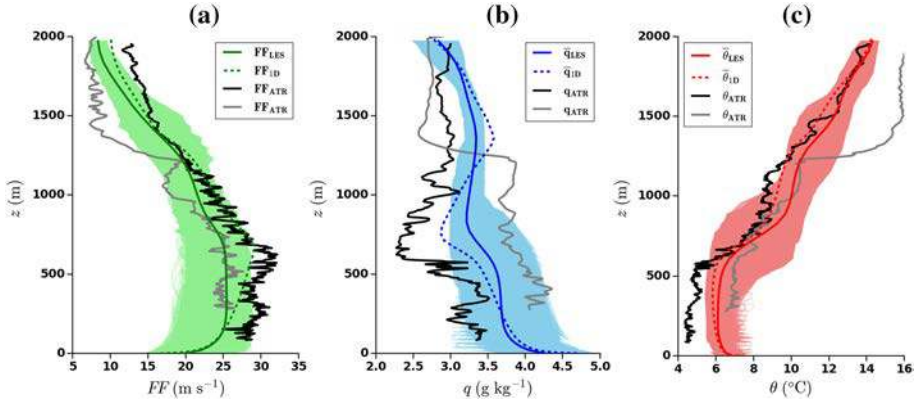 (a)
2000
1500
1000
500
0
z (m)
5 10 15 20 25 30 35
FF (m s⁻¹)
FF_LES
FF_1D
FF_ATR
FF_ATR
(b)
2000
1500
1000
500
0
z (m)
2.0 2.5 3.0 3.5 4.0 4.5 5.0
q (g kg⁻¹)
q̅_LES
q̅_1D
q_ATR
q_ATR
(c)
2000
1500
1000
500
0
z (m)
4 6 8 10 12 14 16
θ (°C)
θ̅_LES
θ̅_1D
θ_ATR
θ_ATR